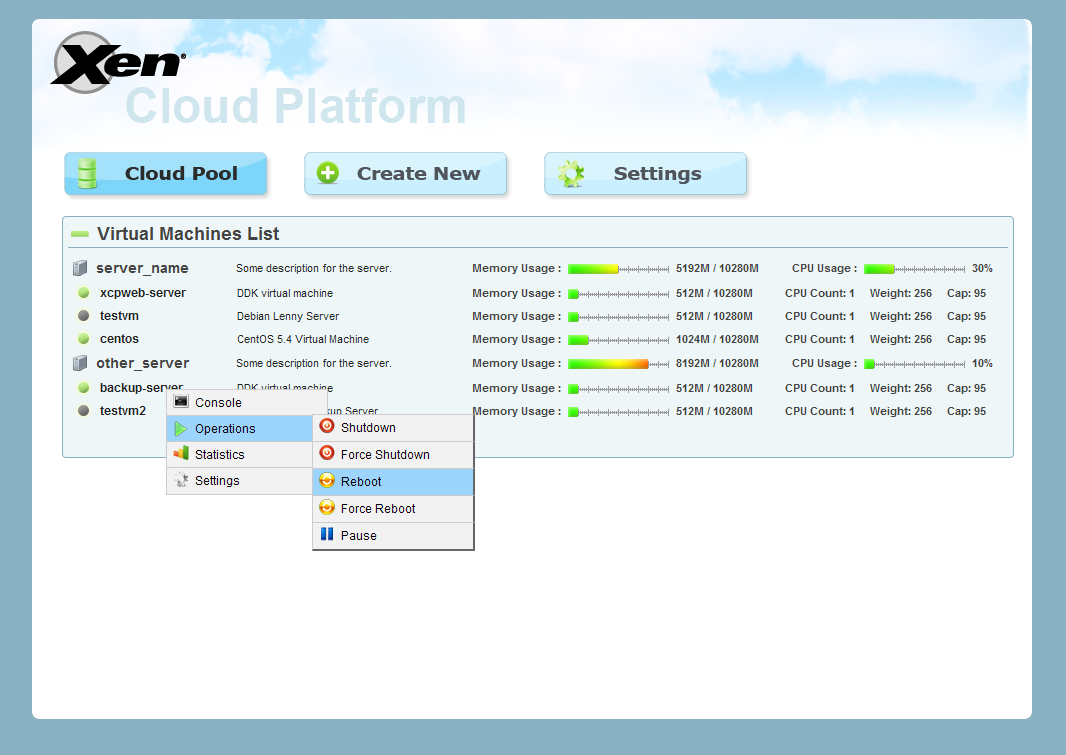 Xen®
Cloud Platform
Cloud Pool Create New Settings
Virtual Machines List
server_name Some description for the server. Memory Usage : 5192M / 10280M CPU Usage : 30%
xcpweb-server DDK virtual machine Memory Usage : 512M / 10280M CPU Count: 1 Weight: 256 Cap: 95
testvm Debian Lenny Server Memory Usage : 512M / 10280M CPU Count: 1 Weight: 256 Cap: 95
centos CentOS 5.4 Virtual Machine Memory Usage : 1024M / 10280M CPU Count: 1 Weight: 256 Cap: 95
other_server Some description for the server. Memory Usage : 8192M / 10280M CPU Usage : 10%
backup-server DDK virtual machine Memory Usage : 512M / 10280M CPU Count: 1 Weight: 256 Cap: 95
testvm2 Server Memory Usage : 512M / 10280M CPU Count: 1 Weight: 256 Cap: 95
Console
Operations
Statistics
Settings
Shutdown
Force Shutdown
Reboot
Force Reboot
Pause